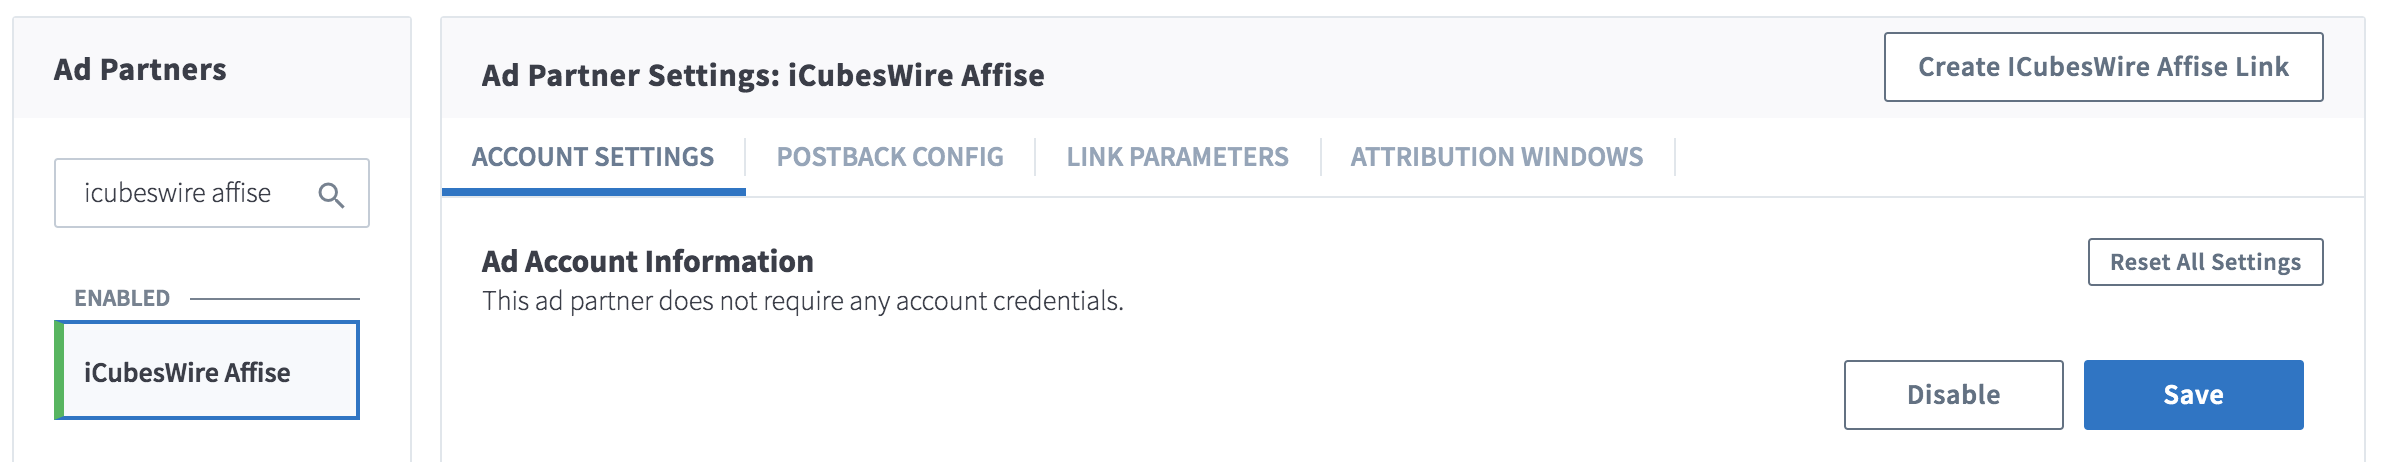 Ad Partners
icubeswire affise
ENABLED
iCubesWire Affise
Ad Partner Settings: iCubesWire Affise
Create ICubesWire Affise Link
ACCOUNT SETTINGS
POSTBACK CONFIG
LINK PARAMETERS
ATTRIBUTION WINDOWS
Ad Account Information
Reset All Settings
This ad partner does not require any account credentials.
Disable
Save